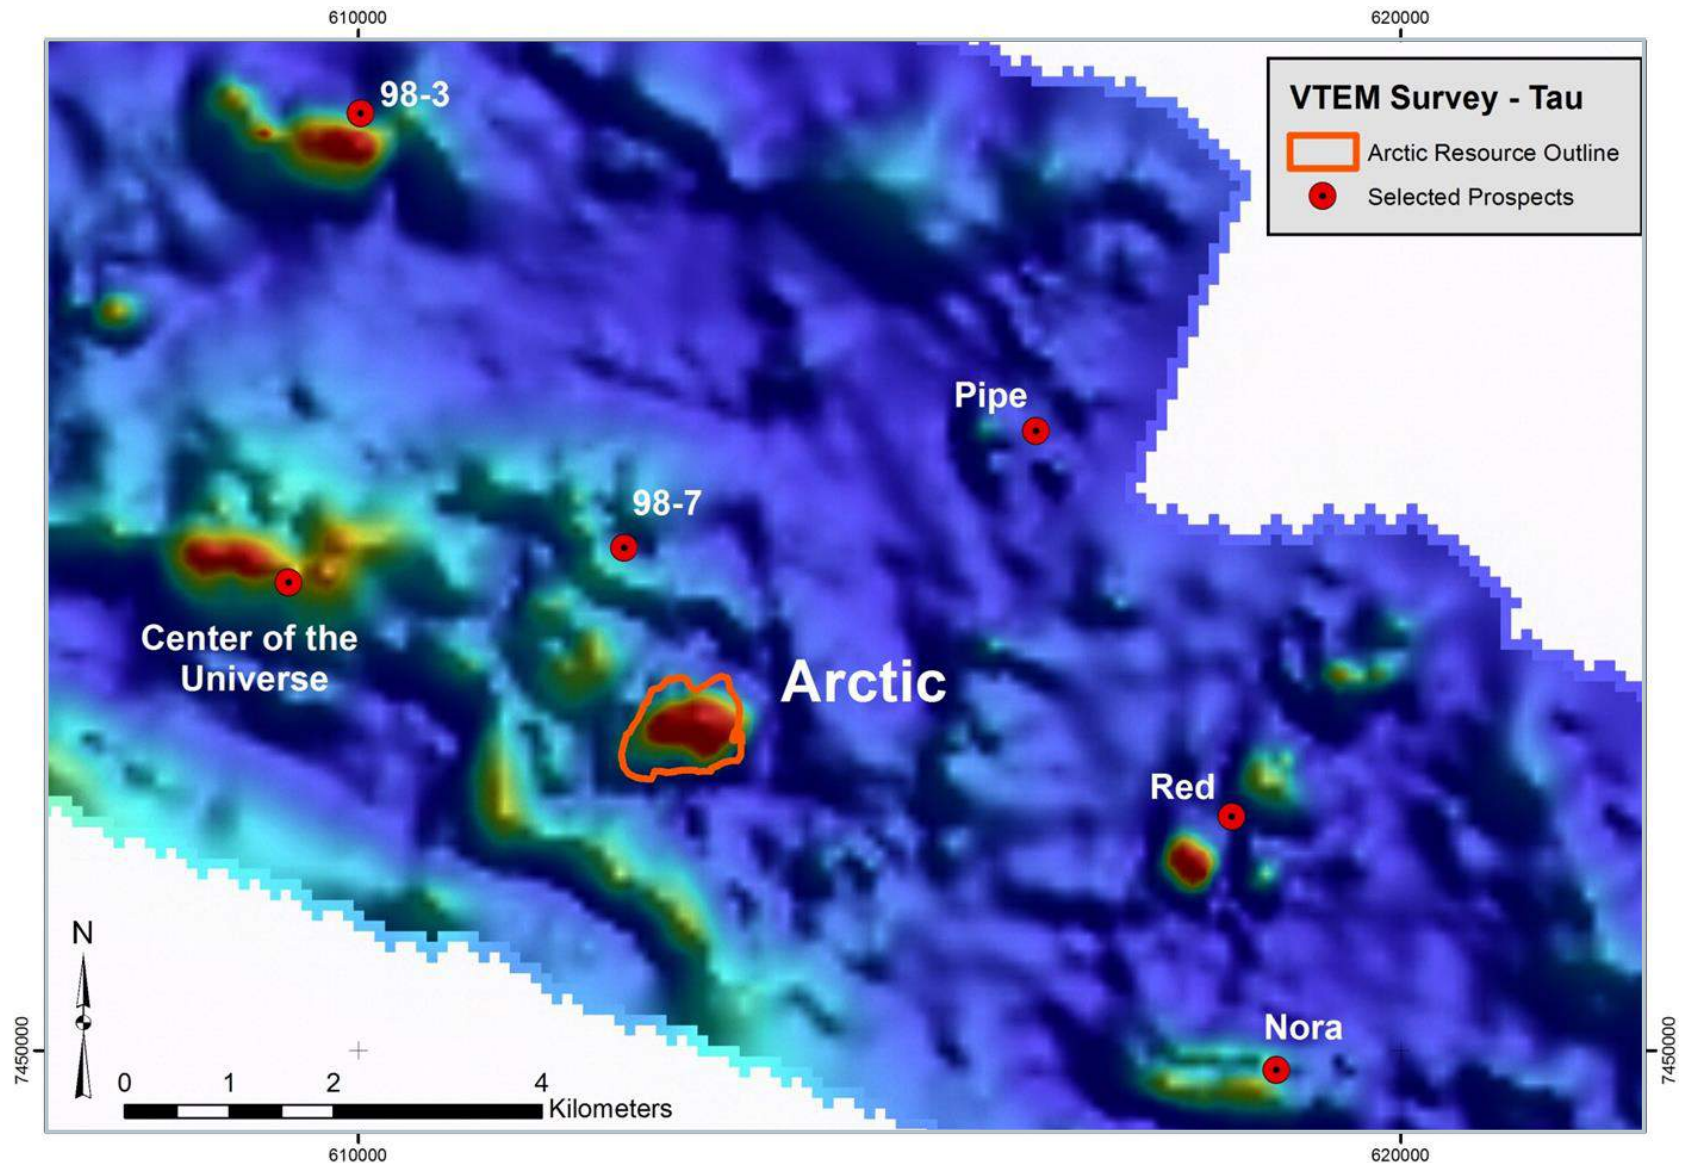 610000
620000
98-3
VTEM Survey - Tau
Arctic Resource Outline
Selected Prospects
Pipe
98-7
Center of the
Universe
Arctic
Red
N
Nora
7450000
7450000
0 1 2 4
Kilometers
610000
620000